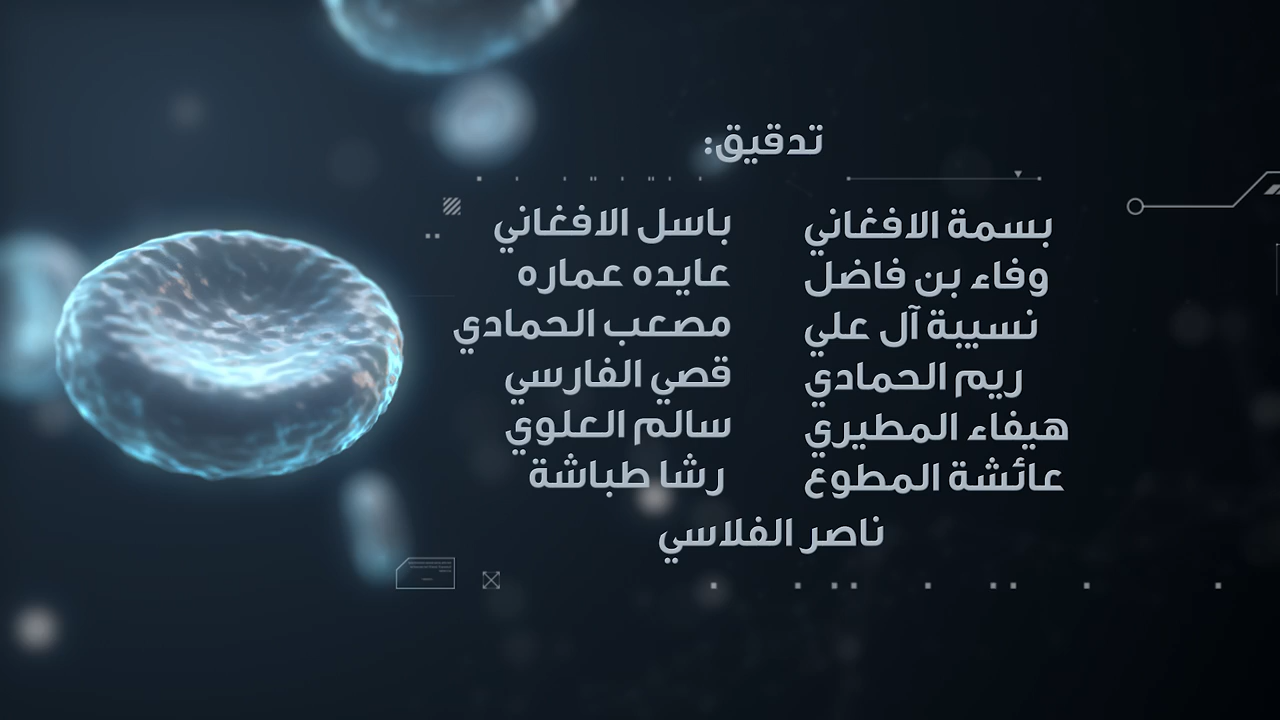 تدقيق:
بسمة الافغاني
وفاء بن فاضل
نسيبة آل علي
ريم الحمادي
هيفاء المطيري
عائشة المطوع
باسل الافغاني
عايده عماره
مصعب الحمادي
قصي الفارسي
سالم العلوي
رشا طباشة
ناصر الفلاسي